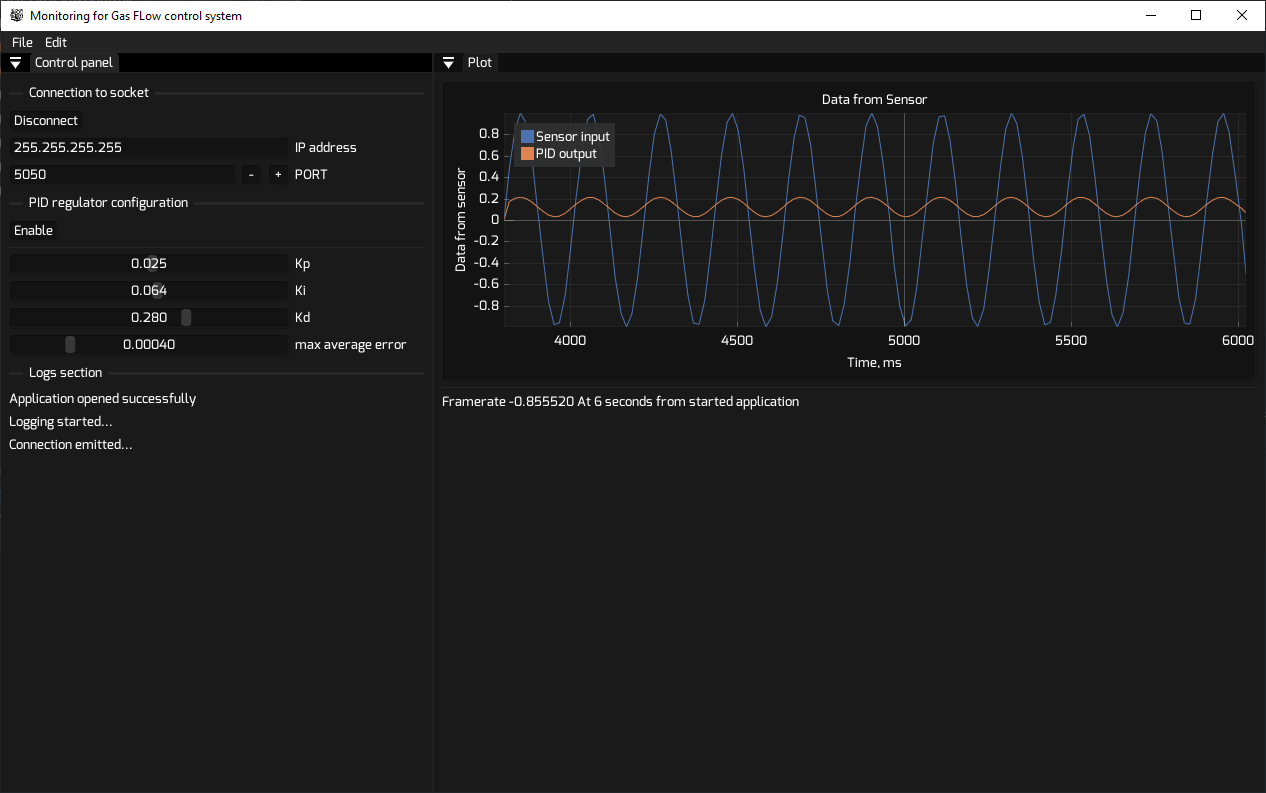 Monitoring for Gas FLow control system
File Edit
Control panel
Connection to socket
Disconnect
255.255.255.255 IP address
5050 - + PORT
PID regulator configuration
Enable
0.025 Kp
0.064 Ki
0.280 Kd
0.00040 max average error
Logs section
Application opened successfully
Logging started...
Connection emitted...
Plot
Data from Sensor
Sensor input
PID output
Data from sensor
0.8
0.6
0.4
0.2
0
-0.2
-0.4
-0.6
-0.8
4000 4500 5000 5500 6000
Time, ms
Framerate -0.855520 At 6 seconds from started application